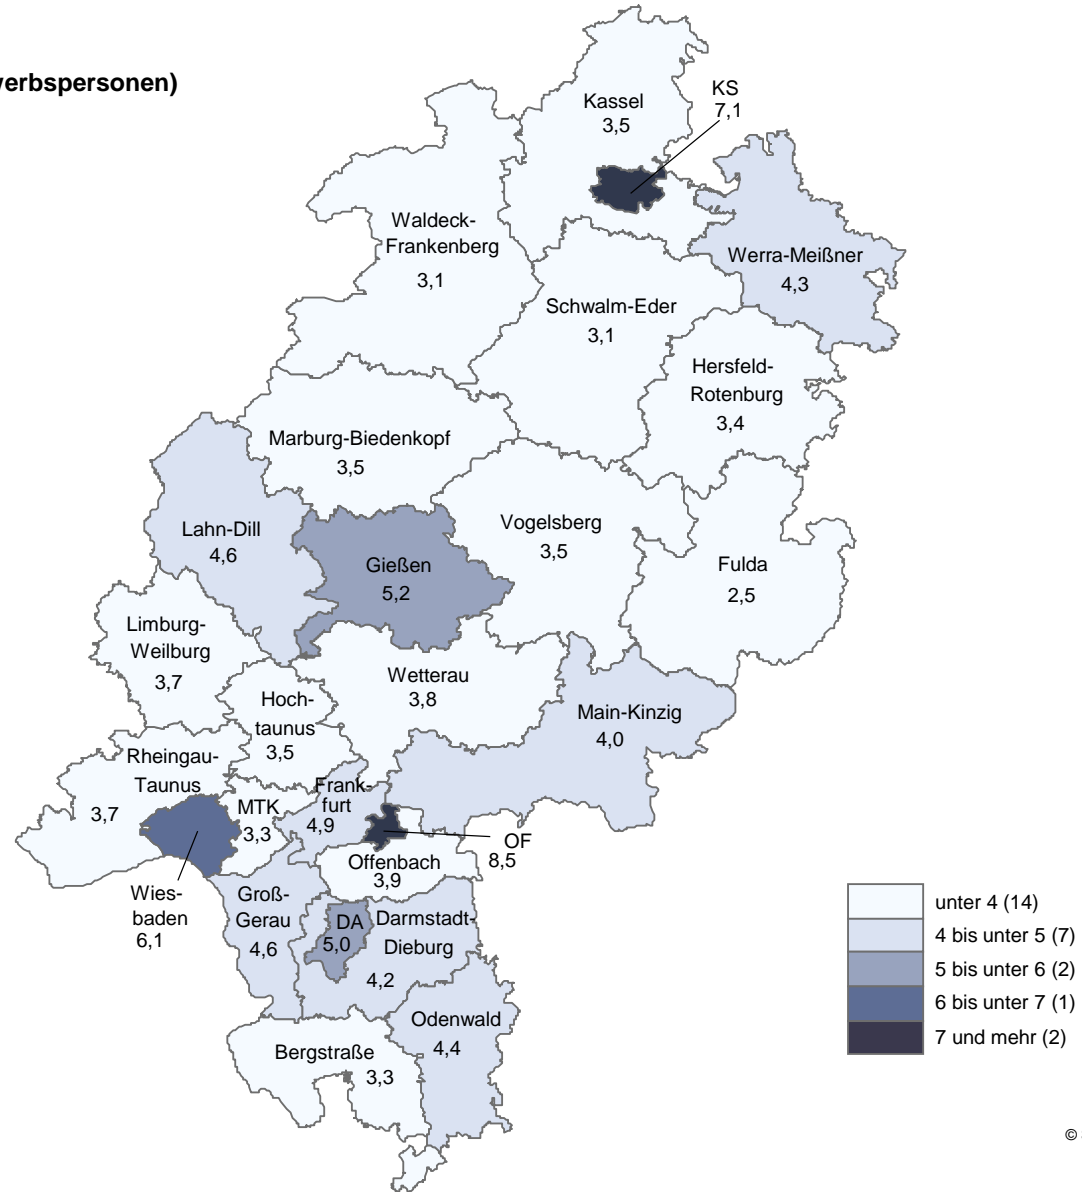 werbspersonen)
Kassel
3,5
KS
7,1
Waldeck-
Frankenberg
3,1
Werra-Meißner
4,3
Schwalm-Eder
3,1
Hersfeld-
Rotenburg
3,4
Marburg-Biedenkopf
3,5
Lahn-Dill
4,6
Vogelsberg
3,5
Gießen
5,2
Fulda
2,5
Limburg-
Weilburg
3,7
Wetterau
3,8
Hoch-
taunus
3,5
Main-Kinzig
4,0
Rheingau-
Taunus
3,7
Frank-
furt
4,9
MTK
3,3
OF
8,5
Offenbach
3,9
Wies-
baden
6,1
Groß-
Gerau
4,6
DA
5,0
Darmstadt-
Dieburg
4,2
Odenwald
4,4
Bergstraße
3,3
unter 4 (14)
4 bis unter 5 (7)
5 bis unter 6 (2)
6 bis unter 7 (1)
7 und mehr (2)
©